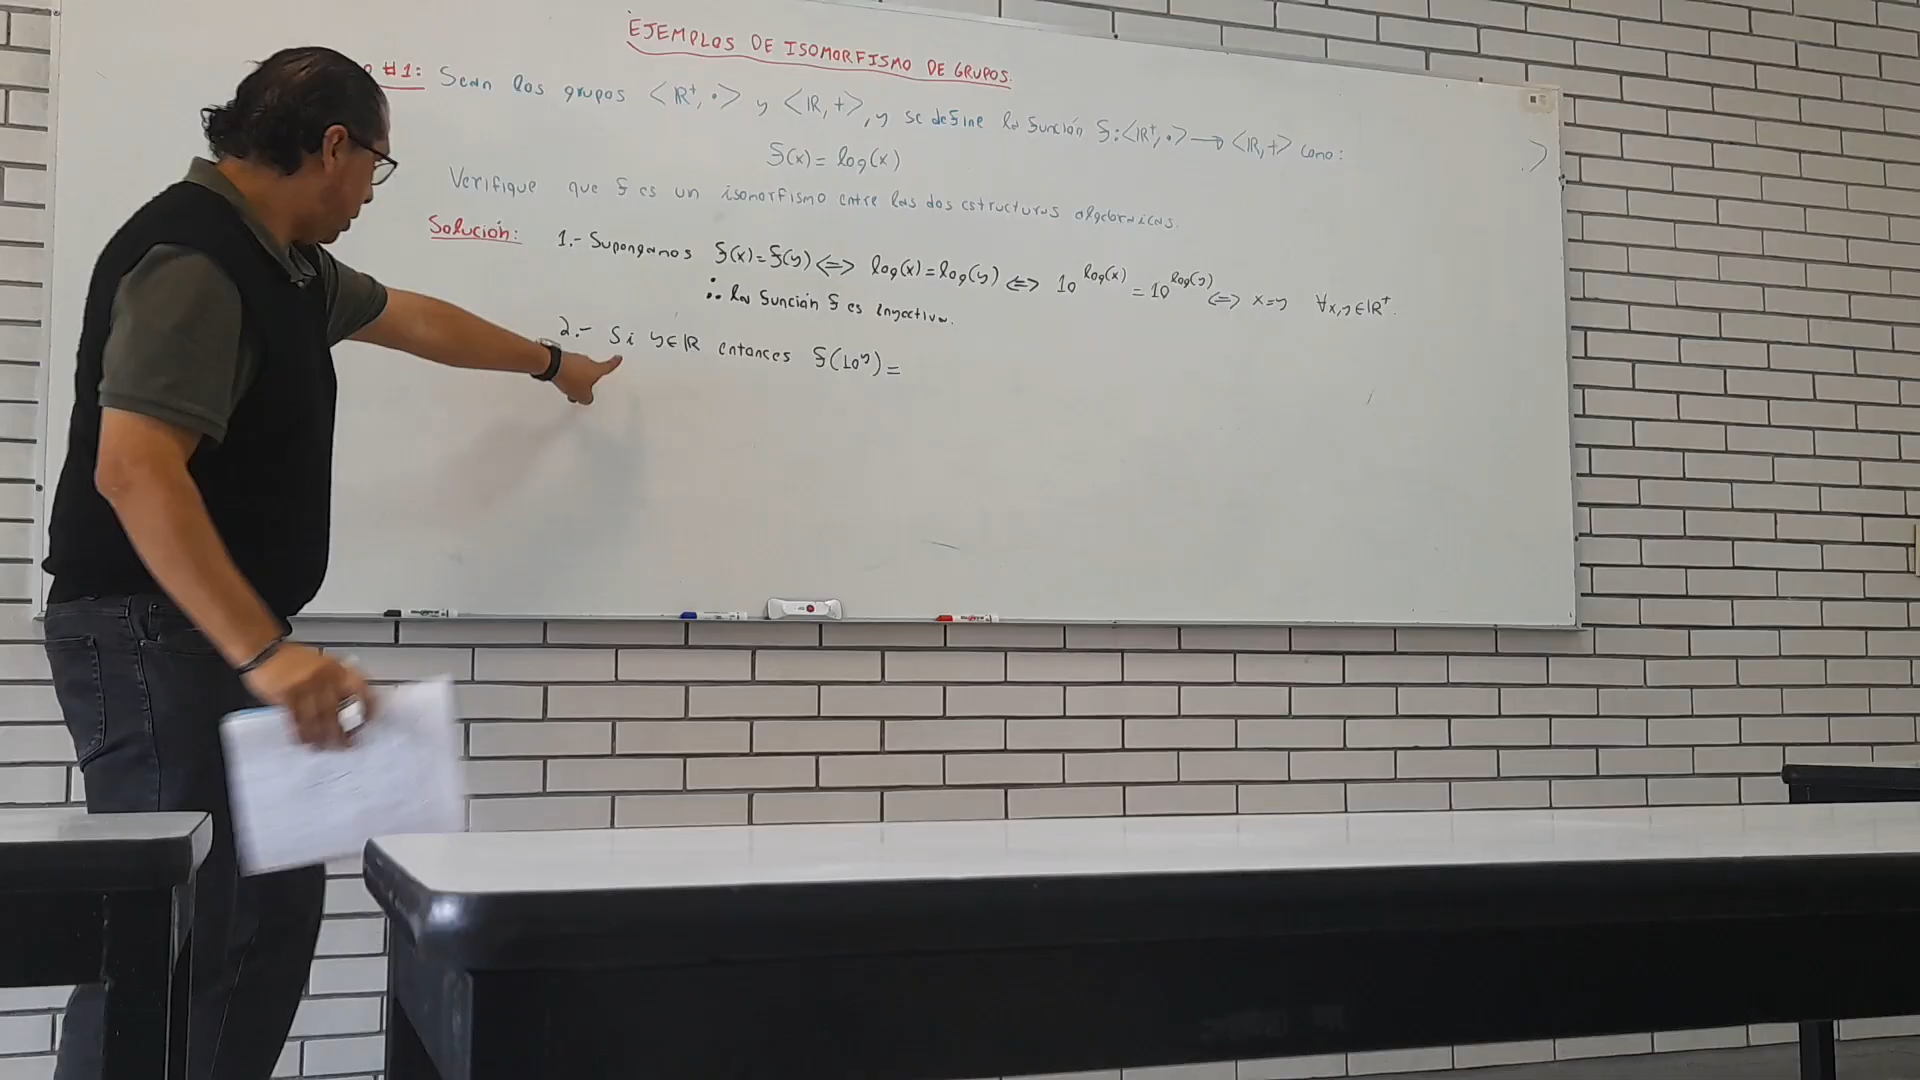 EJEMPLOS DE ISOMORFISMO DE GRUPOS.
#1: Sean los grupos <ℝ⁺, •> y <ℝ, +>, y se define la función f: <ℝ⁺, •> → <ℝ, +> como:
f(x) = log(x)
Verifique que f es un isomorfismo entre las dos estructuras algebraicas.
Solución: 1.- Supongamos f(x) = f(y) ⟺ log(x) = log(y) ⟺ 10^log(x) = 10^log(y) ⟺ x = y ∀x,y∈ℝ⁺.
∴ la función f es inyectiva.
2.- Si y∈ℝ entonces f(10^y) =